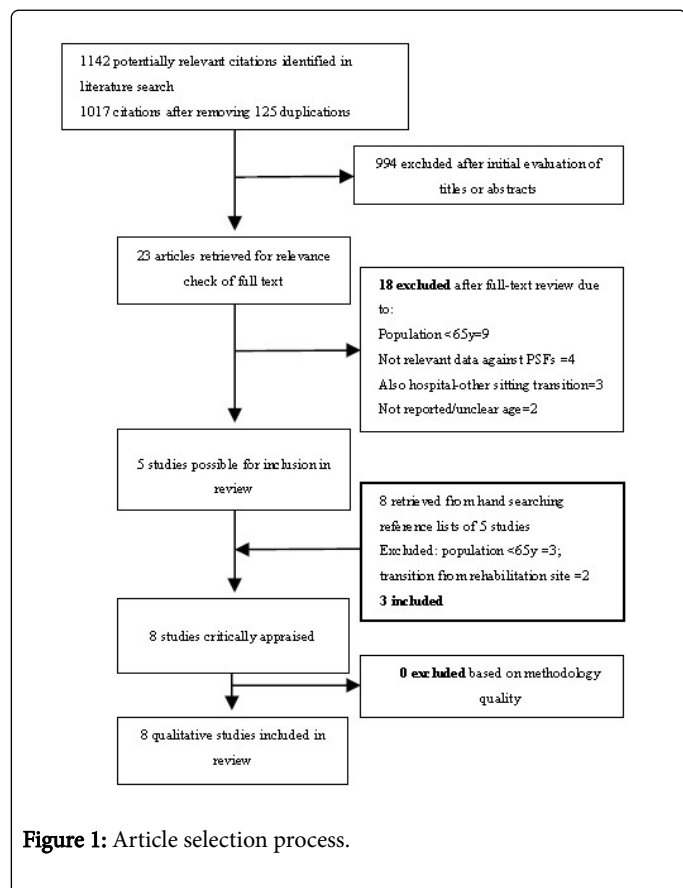 1142 potentially relevant citations identified in
literature search
1017 citations after removing 125 duplications
994 excluded after initial evaluation of
titles or abstracts
23 articles retrieved for relevance
check of full text
18 excluded after full-text review due
to:
Population <65y=9
Not relevant data against PSFs =4
Also hospital-other sitting transition=3
Not reported/unclear age=2
5 studies possible for inclusion in
review
8 retrieved from hand searching
reference lists of 5 studies
Excluded: population <65y =3;
transition from rehabilitation site =2
3 included
8 studies critically appraised
0 excluded based on methodology
quality
8 qualitative studies included in
review
Figure 1: Article selection process.